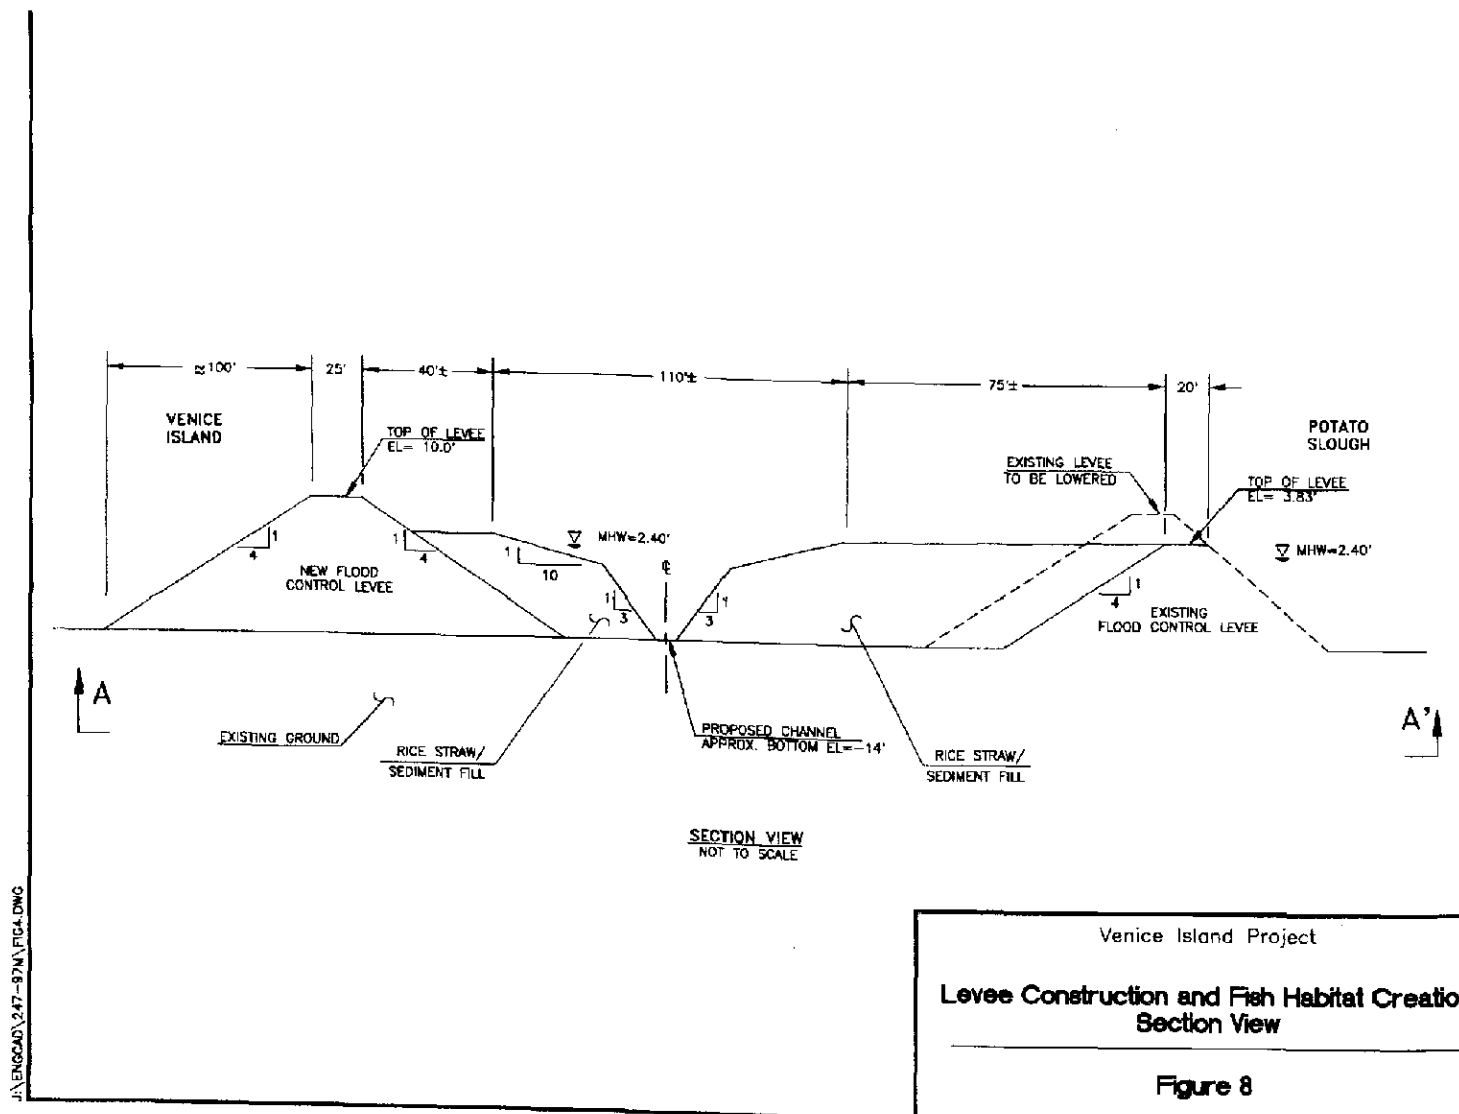 ≈100'
25'
40'±
110'±
75'±
20'
VENICE
ISLAND
TOP OF LEVEE
EL= 10.0'
POTATO
SLOUGH
EXISTING LEVEE
TO BE LOWERED
TOP OF LEVEE
EL= 3.83'
1
4
1
4
NEW FLOOD
CONTROL LEVEE
1
10
MHW=2.40'
℄
1
3
1
3
MHW=2.40'
1
4
EXISTING
FLOOD CONTROL LEVEE
A
A'
EXISTING GROUND
RICE STRAW/
SEDIMENT FILL
PROPOSED CHANNEL
APPROX. BOTTOM EL=-14'
RICE STRAW/
SEDIMENT FILL
SECTION VIEW
NOT TO SCALE
J:\ENGCAD\247-97M\FIG4.DWG
Venice Island Project
Levee Construction and Fish Habitat Creatio
Section View
Figure 8